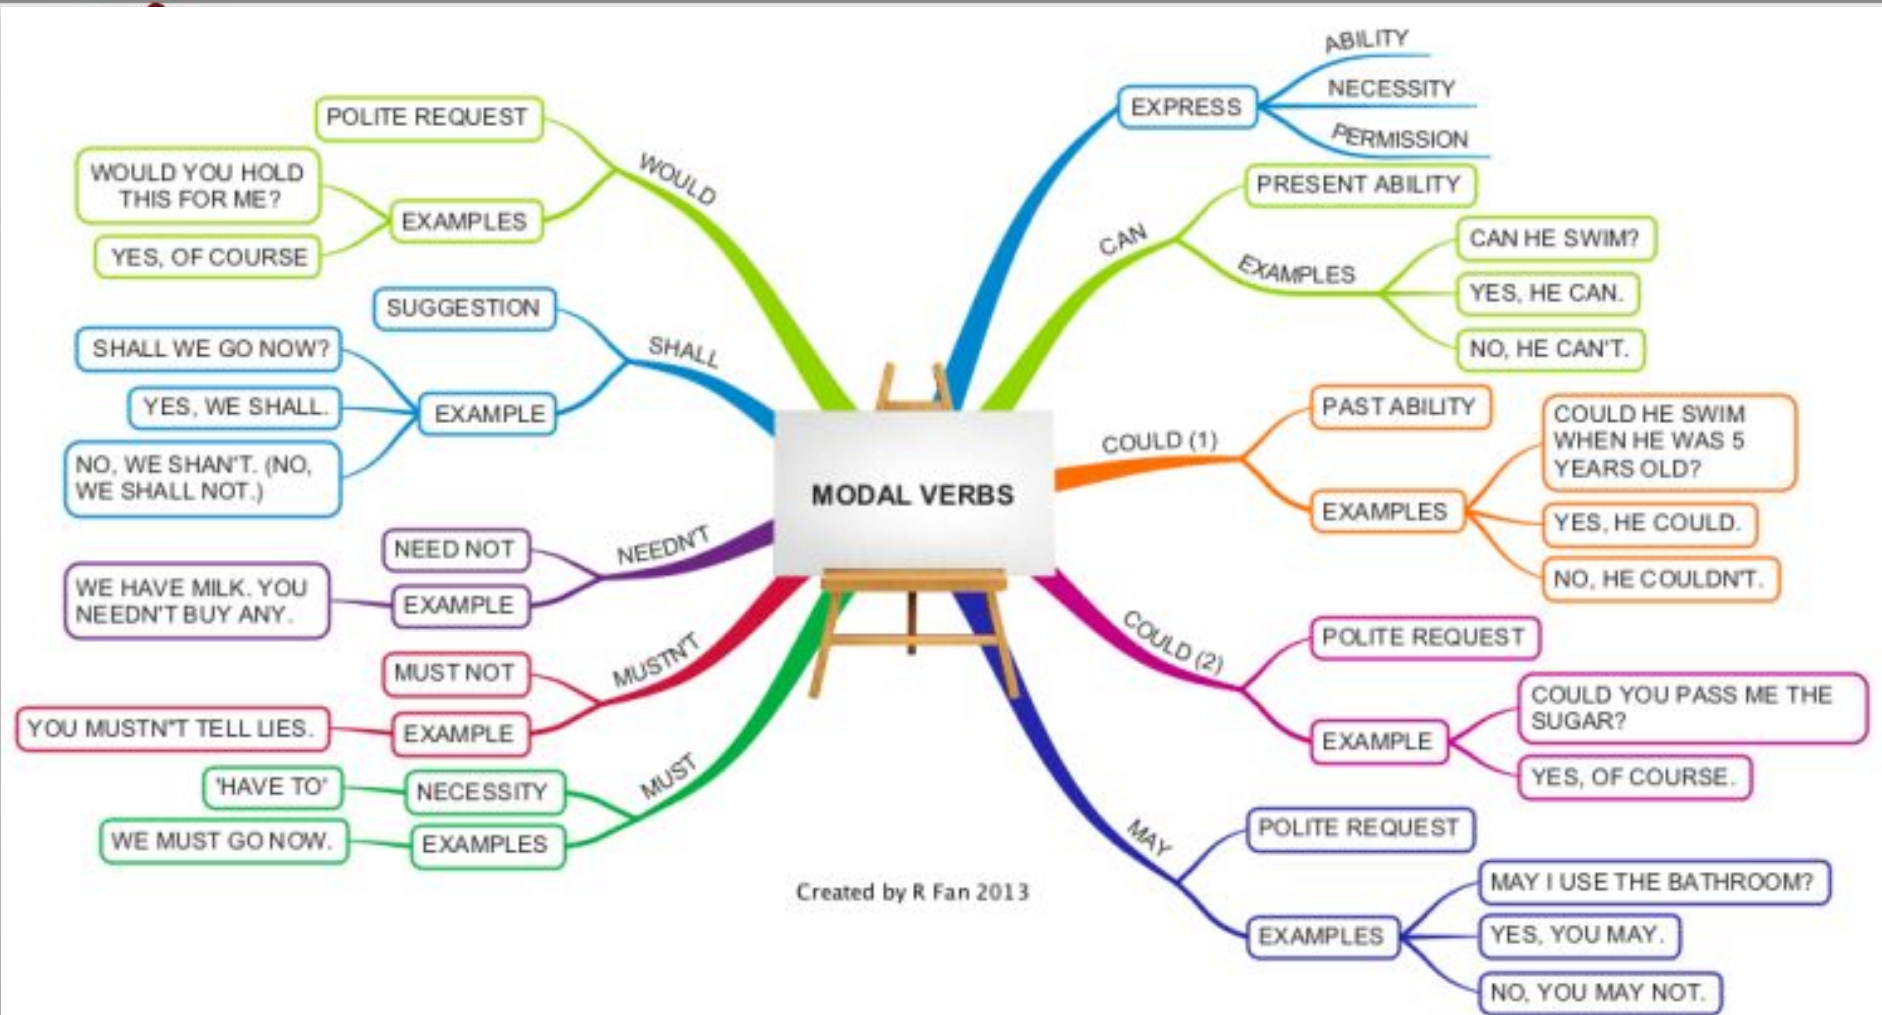 MODAL VERBS
EXPRESS
ABILITY
NECESSITY
PERMISSION
CAN
PRESENT ABILITY
EXAMPLES
CAN HE SWIM?
YES, HE CAN.
NO, HE CAN'T.
COULD (1)
PAST ABILITY
EXAMPLES
COULD HE SWIM
WHEN HE WAS 5
YEARS OLD?
YES, HE COULD.
NO, HE COULDN'T.
COULD (2)
POLITE REQUEST
EXAMPLE
COULD YOU PASS ME THE
SUGAR?
YES, OF COURSE.
MAY
POLITE REQUEST
EXAMPLES
MAY I USE THE BATHROOM?
YES, YOU MAY.
NO, YOU MAY NOT.
WOULD
POLITE REQUEST
EXAMPLES
WOULD YOU HOLD
THIS FOR ME?
YES, OF COURSE
SHALL
SUGGESTION
EXAMPLE
SHALL WE GO NOW?
YES, WE SHALL.
NO, WE SHAN'T. (NO,
WE SHALL NOT.)
NEEDN'T
NEED NOT
EXAMPLE
WE HAVE MILK. YOU
NEEDN'T BUY ANY.
MUSTN'T
MUST NOT
EXAMPLE
YOU MUSTN"T TELL LIES.
MUST
NECESSITY
'HAVE TO'
EXAMPLES
WE MUST GO NOW.
Created by R Fan 2013